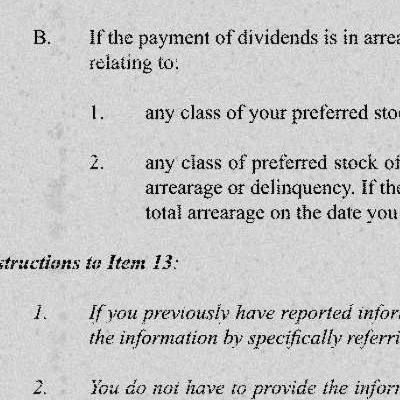 B. If the payment of dividends is in arrea
relating to:
1. any class of your preferred sto
2. any class of preferred stock of
arrearage or delinquency. If the
total arrearage on the date you
structions to Item 13:
1. If you previously have reported infor
the information by specifically referri
2. You do not have to provide the inforn